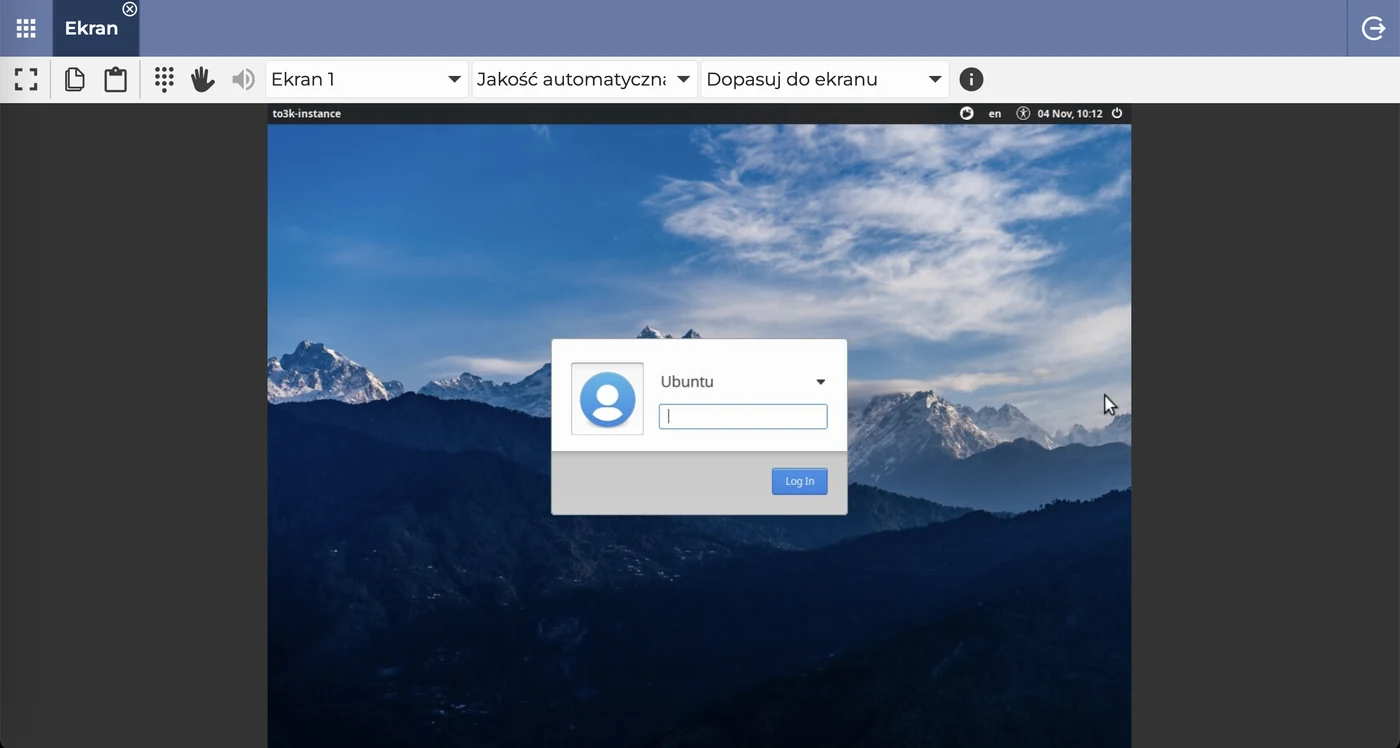 Ekran
Ekran 1
Jakość automatyczna
Dopasuj do ekranu
to3k-instance
en
04 Nov, 10:12
Ubuntu
Log In